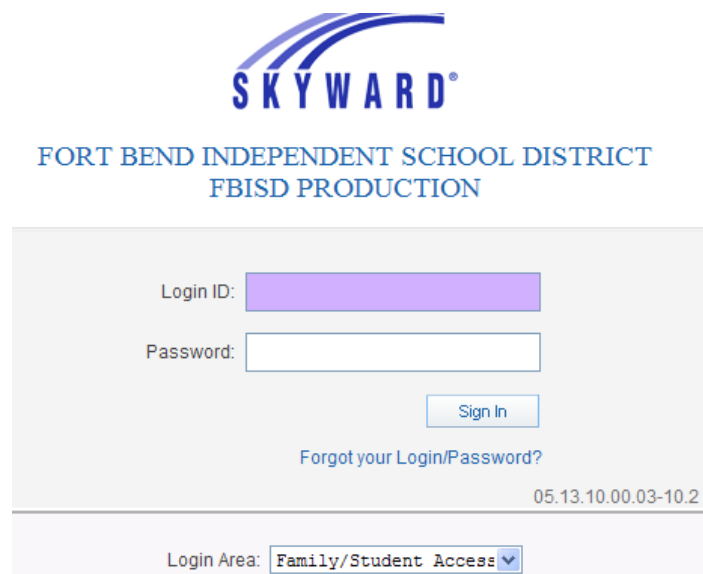 SKYWARD®
FORT BEND INDEPENDENT SCHOOL DISTRICT
FBISD PRODUCTION
Login ID:
Password:
Sign In
Forgot your Login/Password?
05.13.10.00.03-10.2
Login Area: Family/Student Access